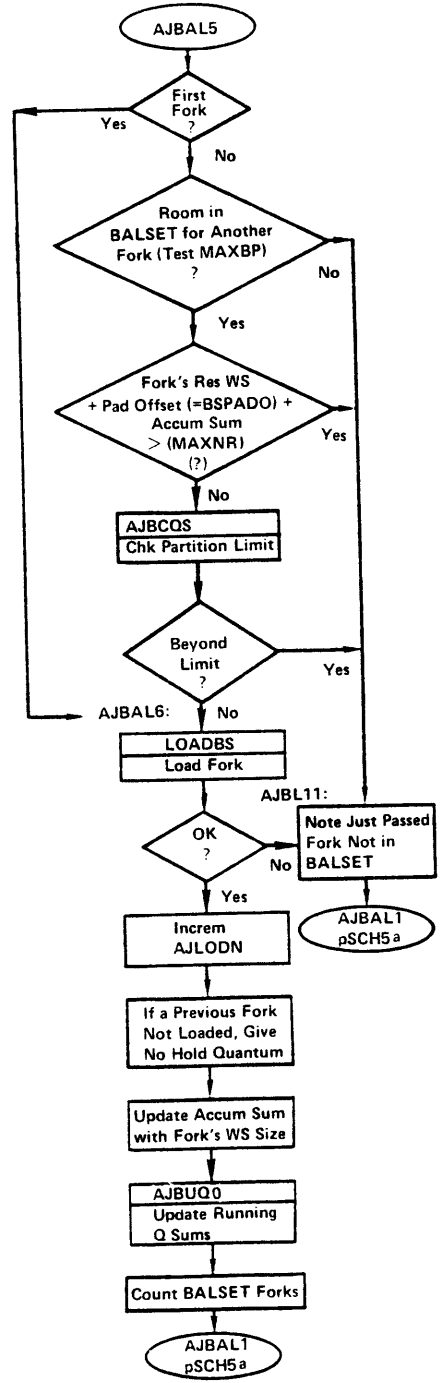 AJBAL5
First
Fork
?
Yes
No
Room in
BALSET for Another
Fork (Test MAXBP)
?
No
Yes
Fork's Res WS
+ Pad Offset (=BSPADO) +
Accum Sum
> (MAXNR)
(?)
Yes
No
AJBCQS
Chk Partition Limit
Beyond
Limit
?
Yes
AJBAL6:
No
LOADBS
Load Fork
AJBL11:
OK
?
No
Note Just Passed
Fork Not in
BALSET
Yes
AJBAL1
pSCH5a
Increm
AJLODN
If a Previous Fork
Not Loaded, Give
No Hold Quantum
Update Accum Sum
with Fork's WS Size
AJBUQ0
Update Running
Q Sums
Count BALSET Forks
AJBAL1
pSCH5a